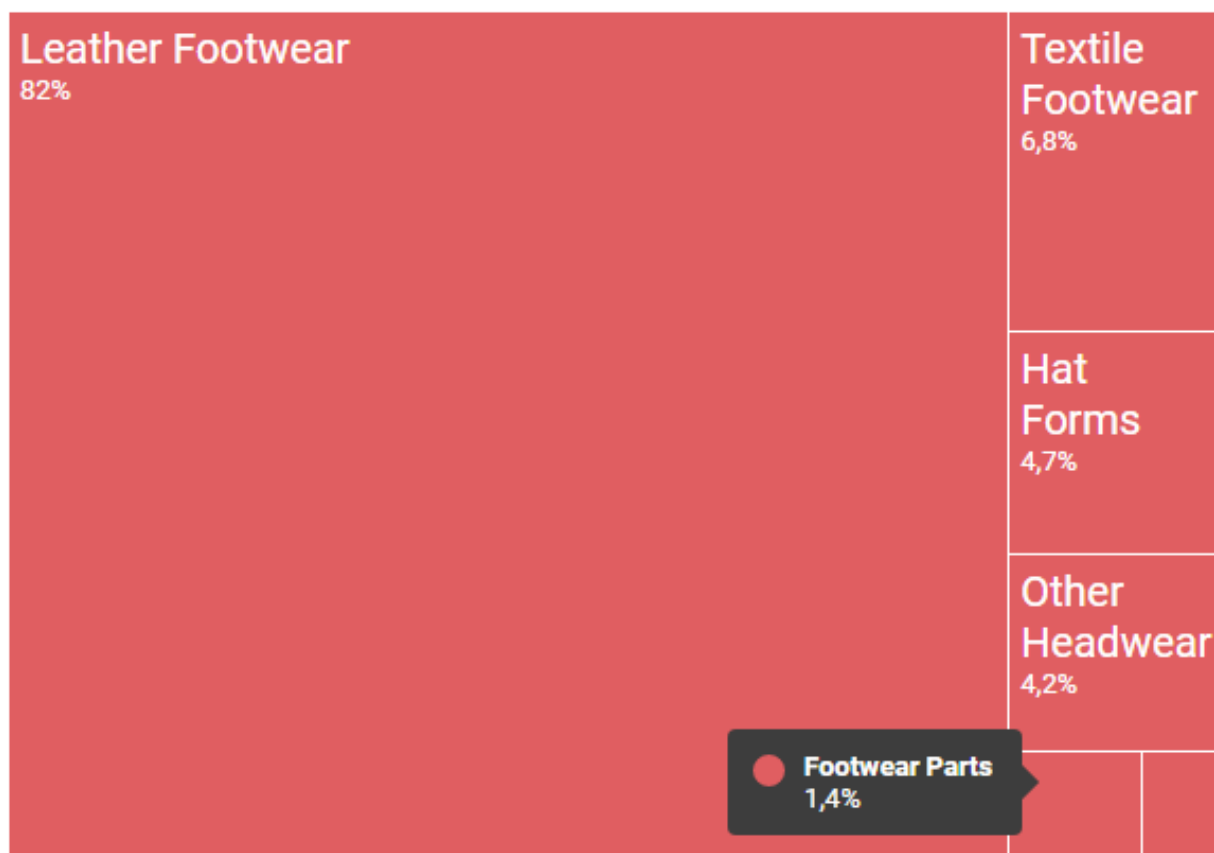 Leather Footwear
82%
Textile
Footwear
6,8%
Hat
Forms
4,7%
Other
Headwear
4,2%
Footwear Parts
1,4%